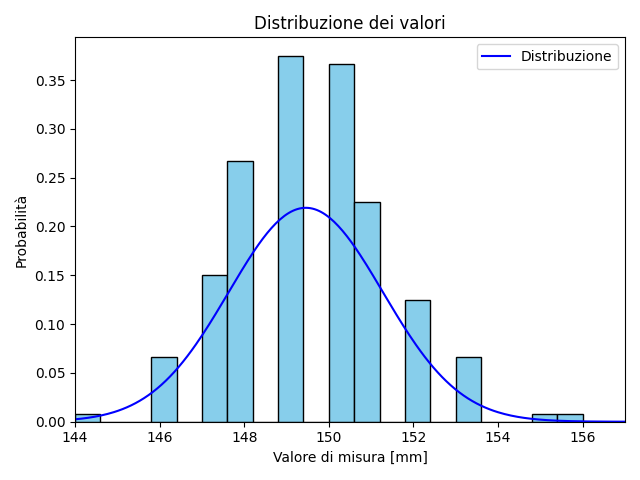 Distribuzione dei valori
Distribuzione
Probabilità
0.35
0.30
0.25
0.20
0.15
0.10
0.05
0.00
144 146 148 150 152 154 156
Valore di misura [mm]